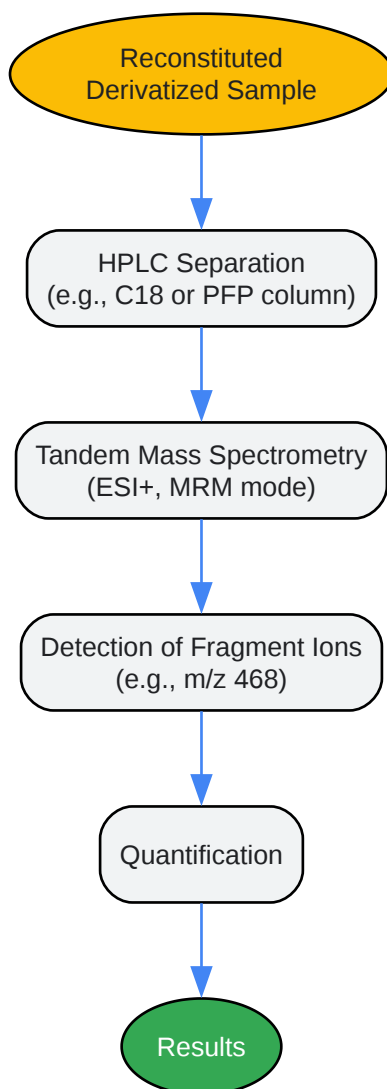 Reconstituted
Derivatized Sample
HPLC Separation
(e.g., C18 or PFP column)
Tandem Mass Spectrometry
(ESI+, MRM mode)
Detection of Fragment Ions
(e.g., m/z 468)
Quantification
Results